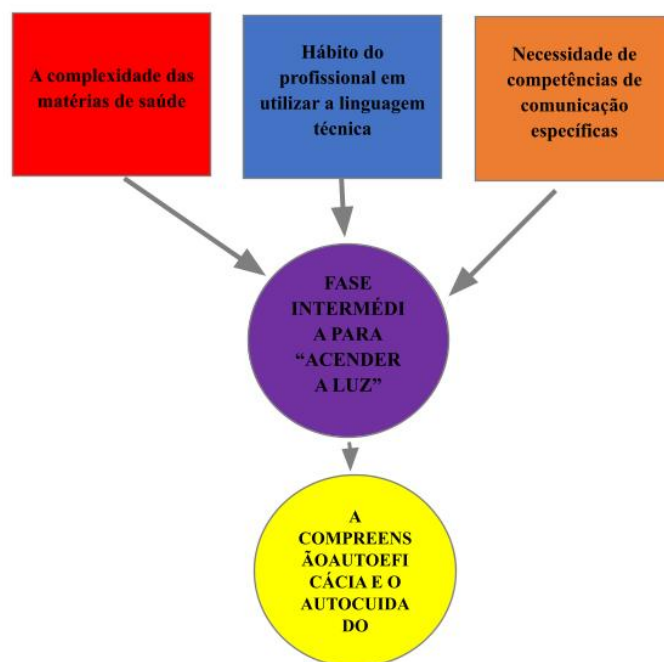 A complexidade das
matérias de saúde
Hábito do
profissional em
utilizar a linguagem
técnica
Necessidade de
competências de
comunicação
específicas
FASE
INTERMÉDI
A PARA
“ACENDER
A LUZ”
A
COMPREENS
ÃOAUTOEFI
CÁCIA E O
AUTOCUIDA
DO